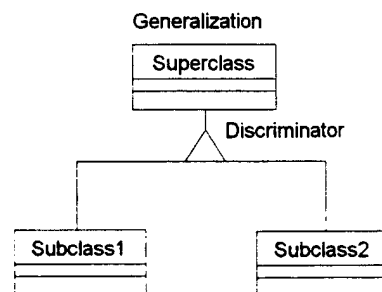 Generalization
Superclass
Discriminator
Subclass1
Subclass2